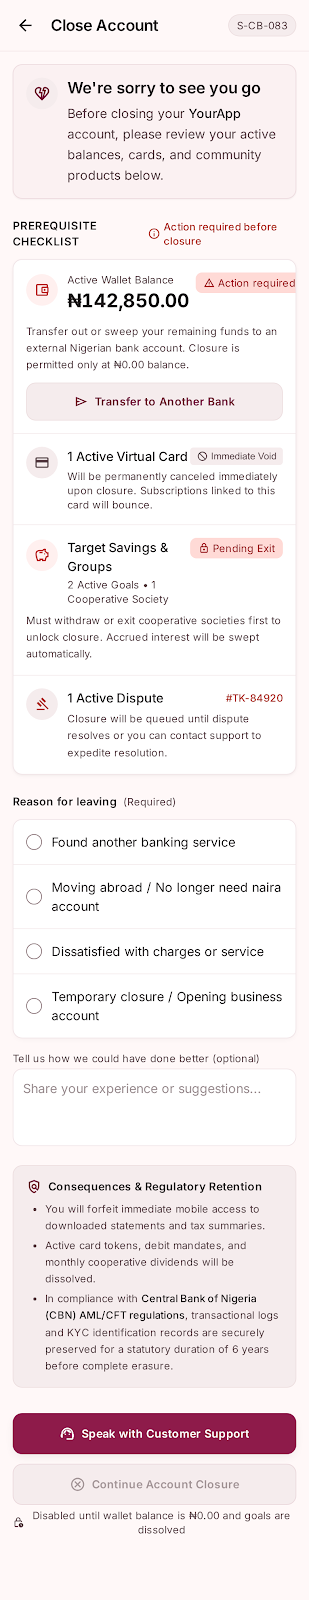 Close Account
S-CB-083
We're sorry to see you go
Before closing your YourApp
account, please review your active
balances, cards, and community
products below.
PREREQUISITE
CHECKLIST
Action required before
closure
Active Wallet Balance
₦142,850.00
Action required
Transfer out or sweep your remaining funds to an
external Nigerian bank account. Closure is
permitted only at ₦0.00 balance.
Transfer to Another Bank
1 Active Virtual Card
Immediate Void
Will be permanently canceled immediately
upon closure. Subscriptions linked to this
card will bounce.
Target Savings &
Groups
Pending Exit
2 Active Goals • 1
Cooperative Society
Must withdraw or exit cooperative societies first to
unlock closure. Accrued interest will be swept
automatically.
1 Active Dispute
#TK-84920
Closure will be queued until dispute
resolves or you can contact support to
expedite resolution.
Reason for leaving (Required)
Found another banking service
Moving abroad / No longer need naira
account
Dissatisfied with charges or service
Temporary closure / Opening business
account
Tell us how we could have done better (optional)
Share your experience or suggestions...
Consequences & Regulatory Retention
• You will forfeit immediate mobile access to
downloaded statements and tax summaries.
• Active card tokens, debit mandates, and
monthly cooperative dividends will be
dissolved.
• In compliance with Central Bank of Nigeria
(CBN) AML/CFT regulations, transactional logs
and KYC identification records are securely
preserved for a statutory duration of 6 years
before complete erasure.
Speak with Customer Support
Continue Account Closure
Disabled until wallet balance is ₦0.00 and goals are
dissolved